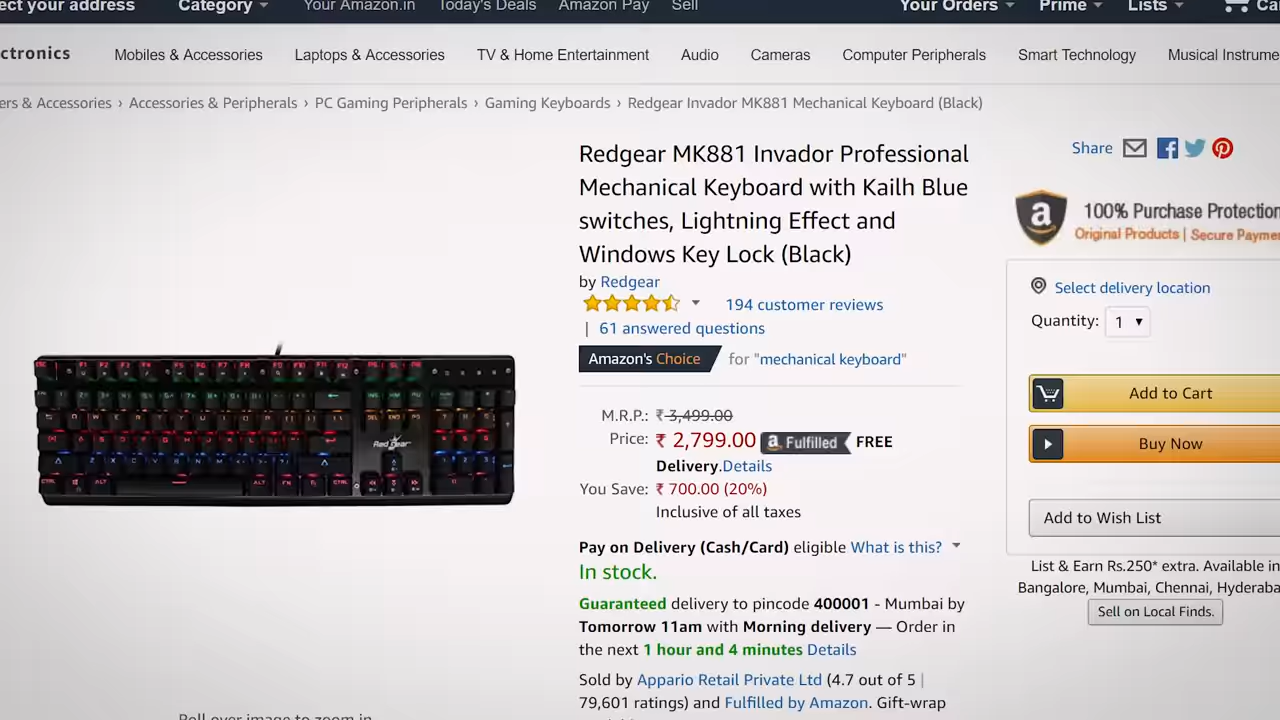 ect your address
Category
Your Amazon.in
Today's Deals
Amazon Pay
Sell
Your Orders
Prime
Lists
Ca
ctronics
Mobiles & Accessories
Laptops & Accessories
TV & Home Entertainment
Audio
Cameras
Computer Peripherals
Smart Technology
Musical Instrume
ers & Accessories › Accessories & Peripherals › PC Gaming Peripherals › Gaming Keyboards › Redgear Invador MK881 Mechanical Keyboard (Black)
Redgear MK881 Invador Professional
Mechanical Keyboard with Kailh Blue
switches, Lightning Effect and
Windows Key Lock (Black)
by Redgear
194 customer reviews
| 61 answered questions
Amazon's Choice for "mechanical keyboard"
M.R.P.: ₹ 3,499.00
Price: ₹ 2,799.00 a Fulfilled FREE
Delivery.Details
You Save: ₹ 700.00 (20%)
Inclusive of all taxes
Pay on Delivery (Cash/Card) eligible What is this?
In stock.
Guaranteed delivery to pincode 400001 - Mumbai by
Tomorrow 11am with Morning delivery — Order in
the next 1 hour and 4 minutes Details
Sold by Appario Retail Private Ltd (4.7 out of 5 |
79,601 ratings) and Fulfilled by Amazon. Gift-wrap
Share
a
100% Purchase Protection
Original Products | Secure Paymen
Select delivery location
Quantity: 1
Add to Cart
Buy Now
Add to Wish List
List & Earn Rs.250* extra. Available in
Bangalore, Mumbai, Chennai, Hyderaba
Sell on Local Finds.
Redgear
Roll over image to zoom in